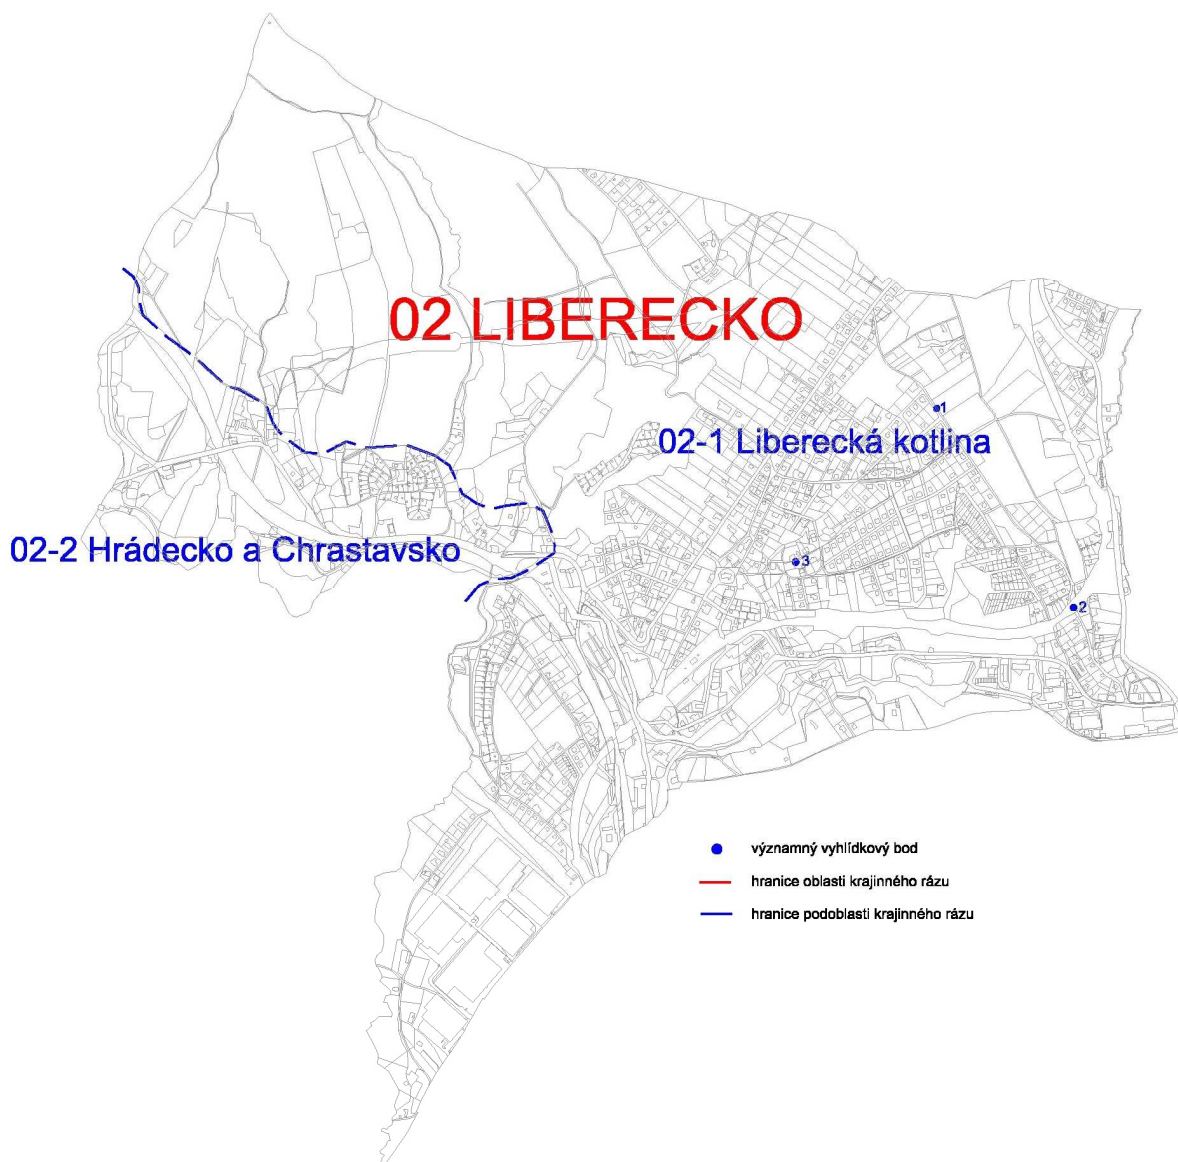 02 LIBERECKO
1
02-1 Liberecká kotlina
02-2 Hrádecko a Chrastavsko
3
2
významný vyhlídkový bod
hranice oblasti krajinného rázu
hranice podoblasti krajinného rázu